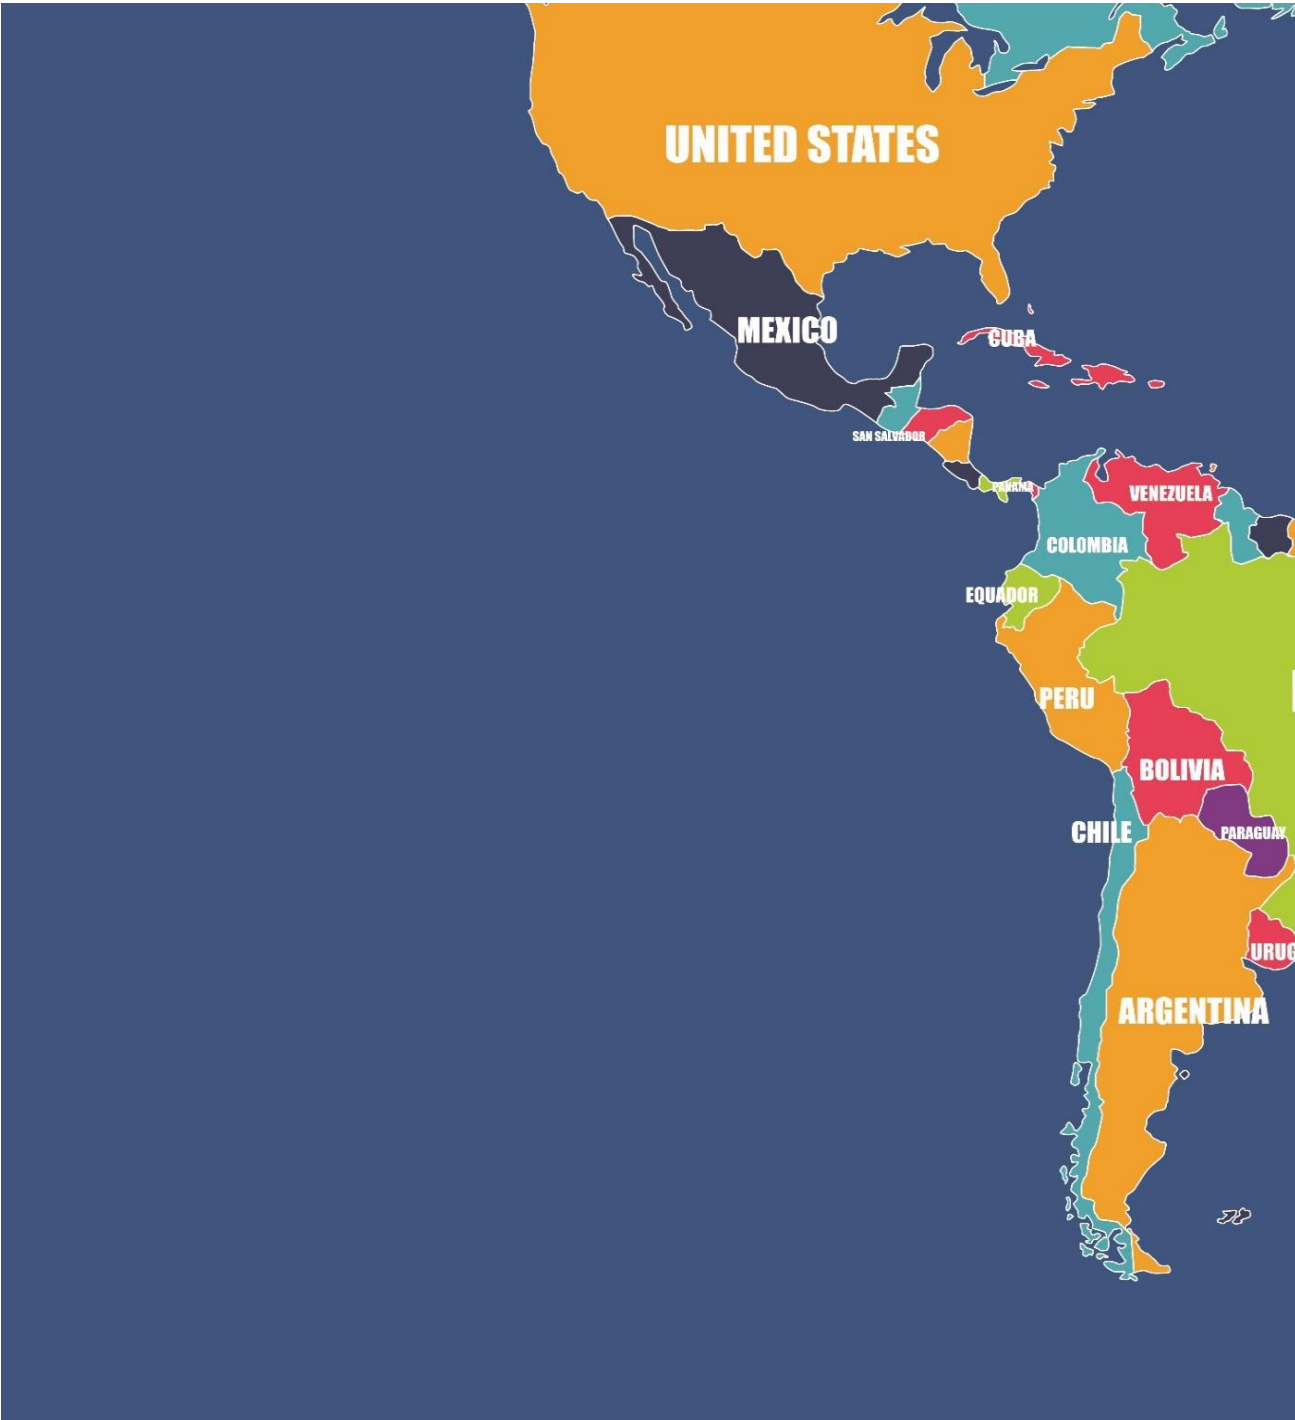 UNITED STATES
MEXICO
CUBA
SAN SALVADOR
PANAMA
VENEZUELA
COLOMBIA
EQUADOR
PERU
BOLIVIA
CHILE
PARAGUAY
URUG
ARGENTINA